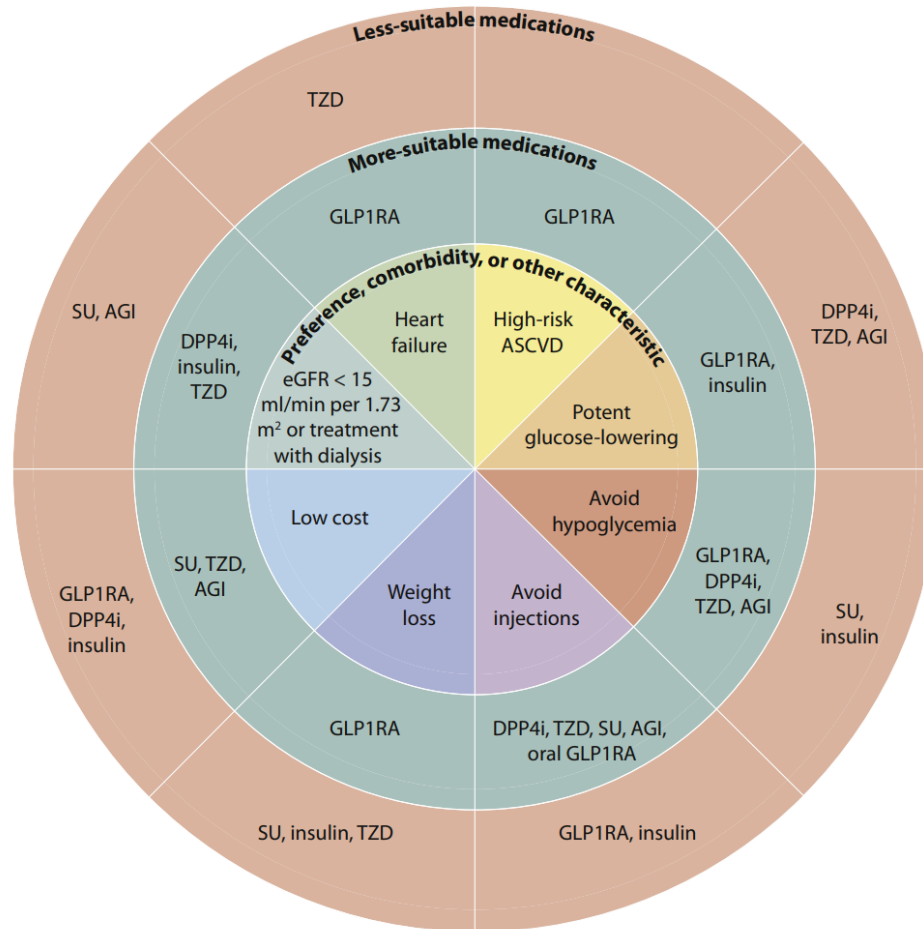 Less-suitable medications
TZD
More-suitable medications
GLP1RA
GLP1RA
Preference, comorbidity, or other characteristic
Heart
failure
High-risk
ASCVD
SU, AGI
DPP4i,
insulin,
TZD
eGFR < 15
ml/min per 1.73
m² or treatment
with dialysis
Potent
glucose-lowering
GLP1RA,
insulin
DPP4i,
TZD, AGI
GLP1RA,
DPP4i,
insulin
SU, TZD,
AGI
Low cost
Weight
loss
Avoid
injections
Avoid
hypoglycemia
GLP1RA,
DPP4i,
TZD, AGI
SU,
insulin
GLP1RA
DPP4i, TZD, SU, AGI,
oral GLP1RA
SU, insulin, TZD
GLP1RA, insulin